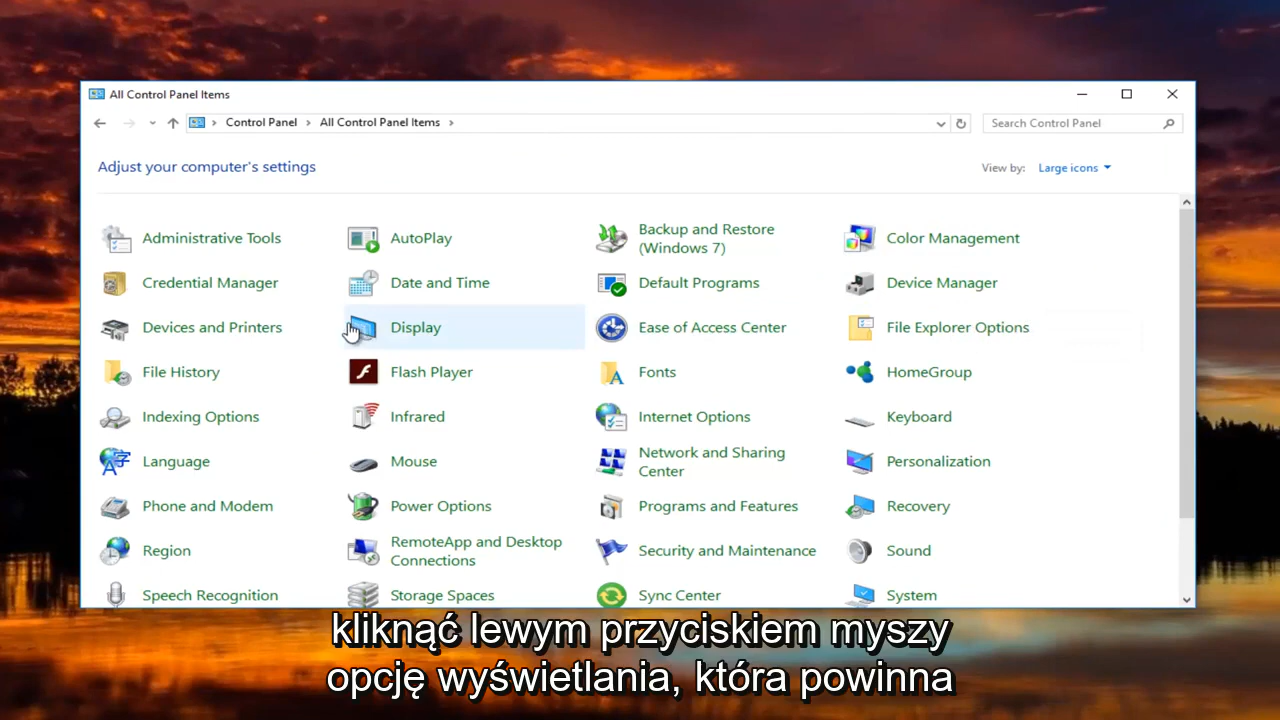 All Control Panel Items
Control Panel > All Control Panel Items >
Search Control Panel
Adjust your computer's settings
View by: Large icons
Administrative Tools
AutoPlay
Backup and Restore
(Windows 7)
Color Management
Credential Manager
Date and Time
Default Programs
Device Manager
Devices and Printers
Display
Ease of Access Center
File Explorer Options
File History
Flash Player
Fonts
HomeGroup
Indexing Options
Infrared
Internet Options
Keyboard
Language
Mouse
Network and Sharing
Center
Personalization
Phone and Modem
Power Options
Programs and Features
Recovery
Region
RemoteApp and Desktop
Connections
Security and Maintenance
Sound
Speech Recognition
Storage Spaces
Sync Center
System
kliknąć lewym przyciskiem myszy
opcję wyświetlania, która powinna